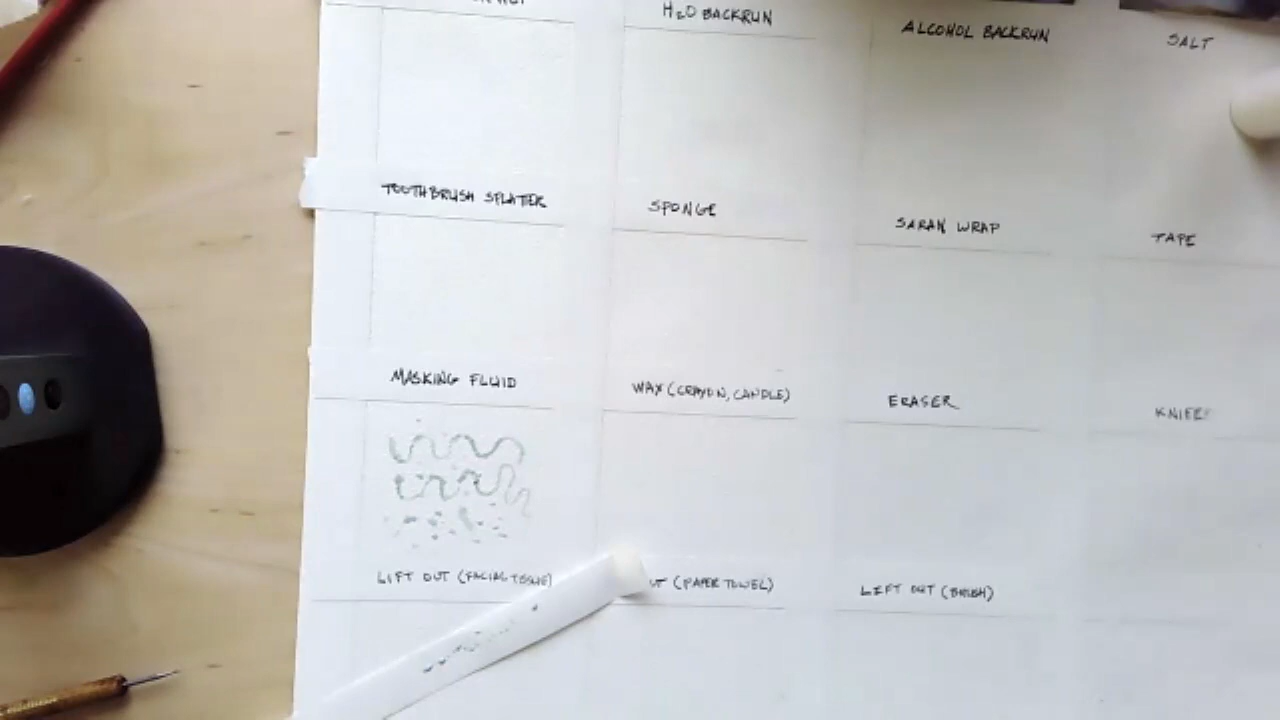 H2O BACKRUN
ALCOHOL BACKRUN
SALT
TOOTHBRUSH SPLATTER
SPONGE
SARAN WRAP
TAPE
MASKING FLUID
WAX (CRAYON, CANDLE)
ERASER
KNIFE
LIFT OUT (FACIAL TISSUE)
(PAPER TOWEL)
LIFT OUT (BRUSH)